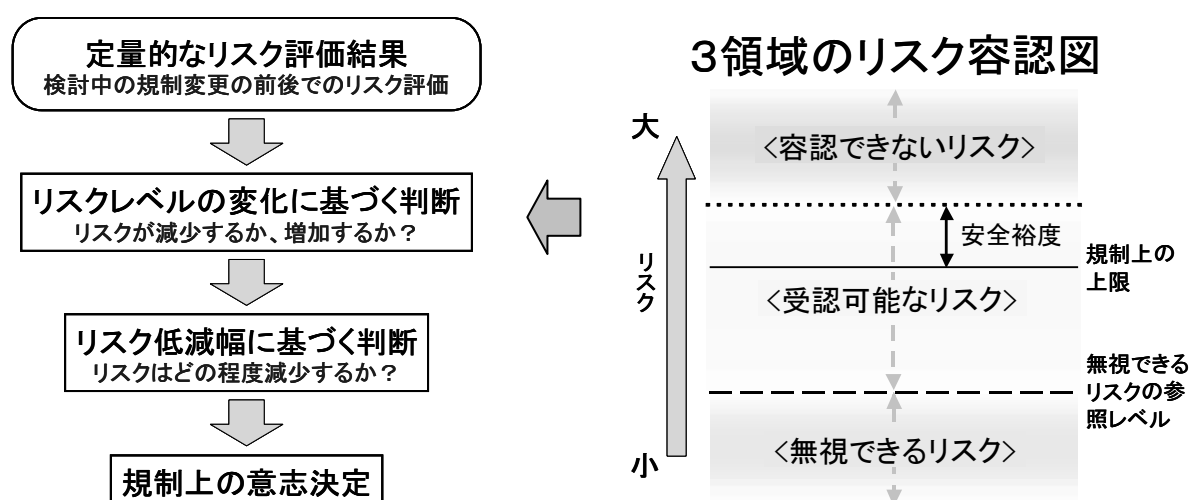 定量的なリスク評価結果
検討中の規制変更の前後でのリスク評価
リスクレベルの変化に基づく判断
リスクが減少するか、増加するか？
リスク低減幅に基づく判断
リスクはどの程度減少するか？
規制上の意志決定
３領域のリスク容認図
大
リスク
小
＜容認できないリスク＞
安全裕度
規制上の
上限
＜受認可能なリスク＞
無視できる
リスクの参
照レベル
＜無視できるリスク＞